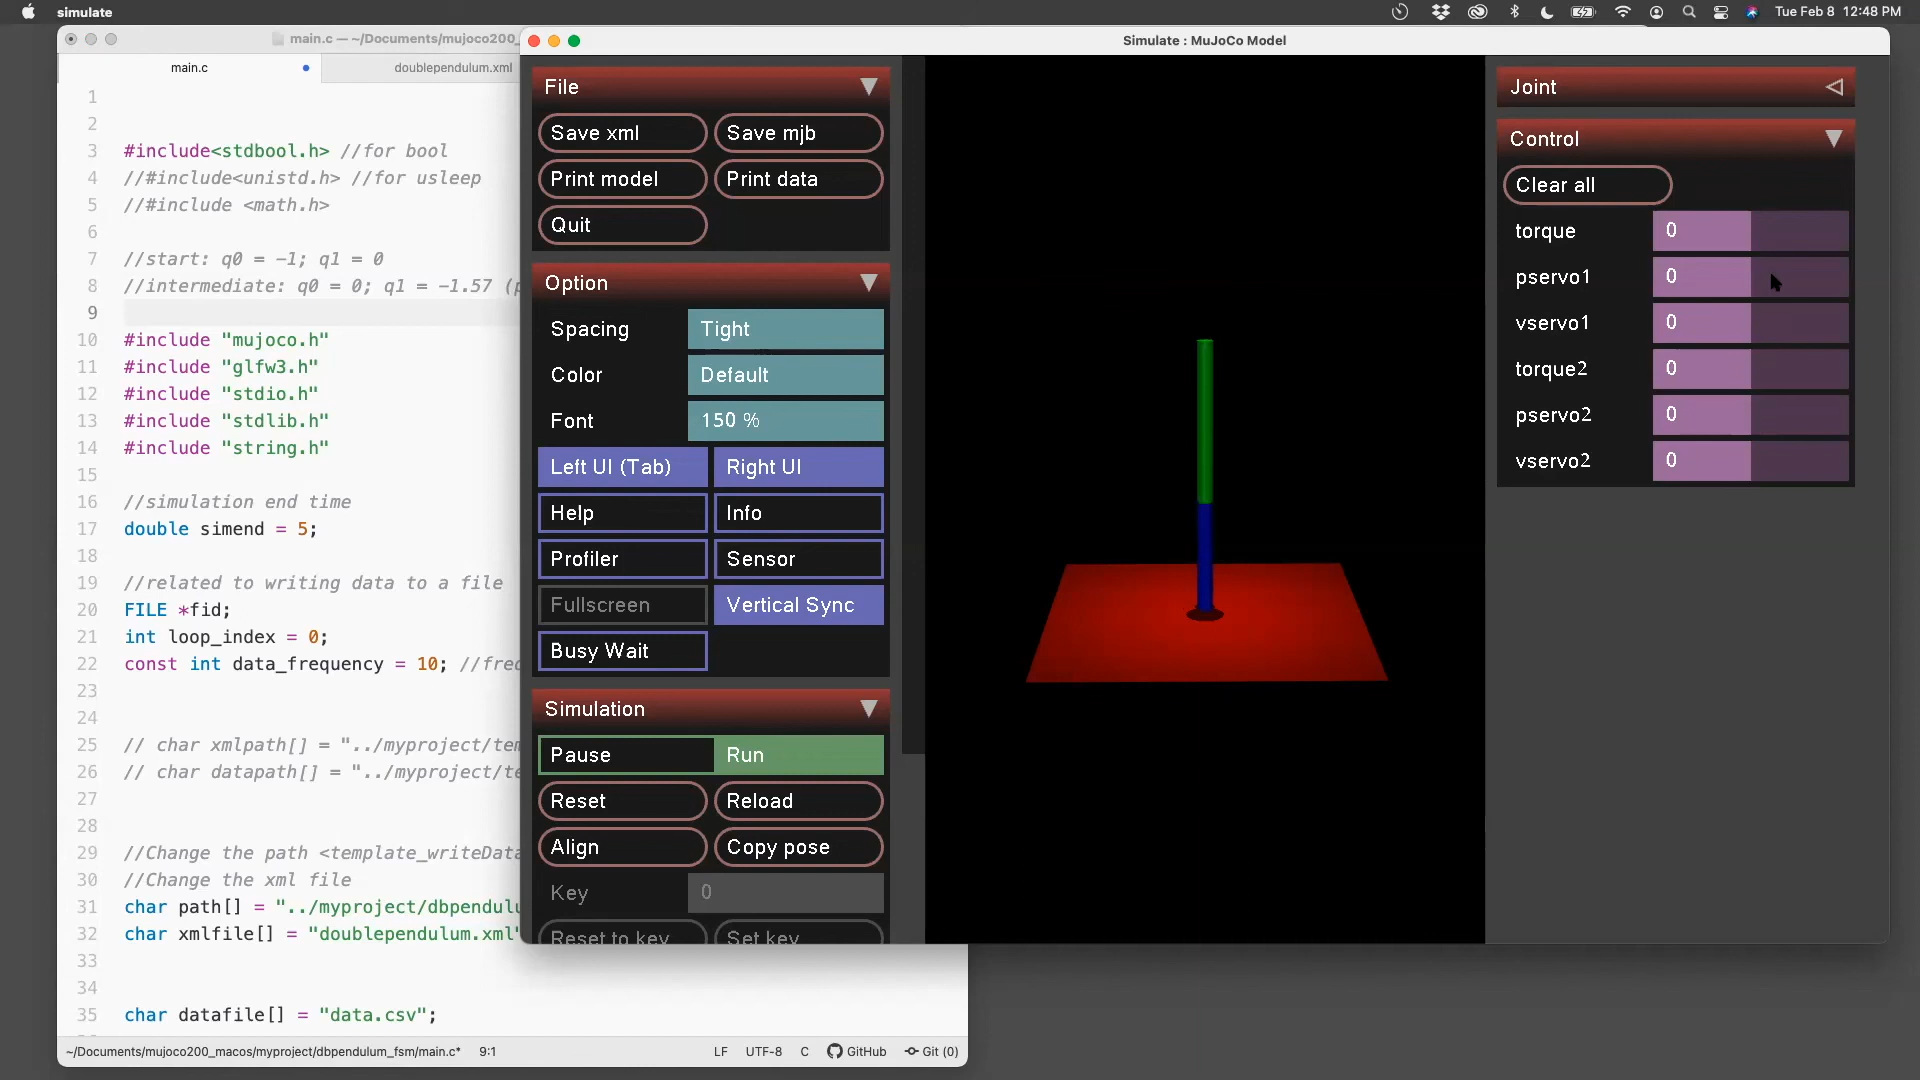 simulate
Tue Feb 8 12:48 PM
main.c — ~/Documents/mujoco200_
main.c
doublependulum.xml
1
2
3 #include<stdbool.h> //for bool
4 //#include<unistd.h> //for usleep
5 //#include <math.h>
6
7 //start: q0 = -1; q1 = 0
8 //intermediate: q0 = 0; q1 = -1.57 (
9
10 #include "mujoco.h"
11 #include "glfw3.h"
12 #include "stdio.h"
13 #include "stdlib.h"
14 #include "string.h"
15
16 //simulation end time
17 double simend = 5;
18
19 //related to writing data to a file
20 FILE *fid;
21 int loop_index = 0;
22 const int data_frequency = 10; //fre
23
24
25 // char xmlpath[] = "../myproject/te
26 // char datapath[] = "../myproject/te
27
28
29 //Change the path <template_writeData
30 //Change the xml file
31 char path[] = "../myproject/dbpendulu
32 char xmlfile[] = "doublependulum.xml"
33
34
35 char datafile[] = "data.csv";
~/Documents/mujoco200_macos/myproject/dbpendulum_fsm/main.c* 9:1
LF UTF-8 C GitHub Git (0)
Simulate : MuJoCo Model
File
Save xml Save mjb
Print model Print data
Quit
Option
Spacing Tight
Color Default
Font 150 %
Left UI (Tab) Right UI
Help Info
Profiler Sensor
Fullscreen Vertical Sync
Busy Wait
Simulation
Pause Run
Reset Reload
Align Copy pose
Key 0
Reset to key Set key
Joint
Control
Clear all
torque 0
pservo1 0
vservo1 0
torque2 0
pservo2 0
vservo2 0